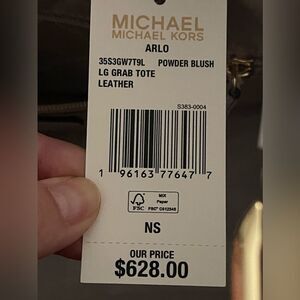 MICHAEL
MICHAEL KORS
ARLO
35S3GW7T9L POWDER BLUSH
LG GRAB TOTE
LEATHER
S383-0004
1 96163 77647 7
FSC
MIX
Paper
NS
OUR PRICE
$628.00